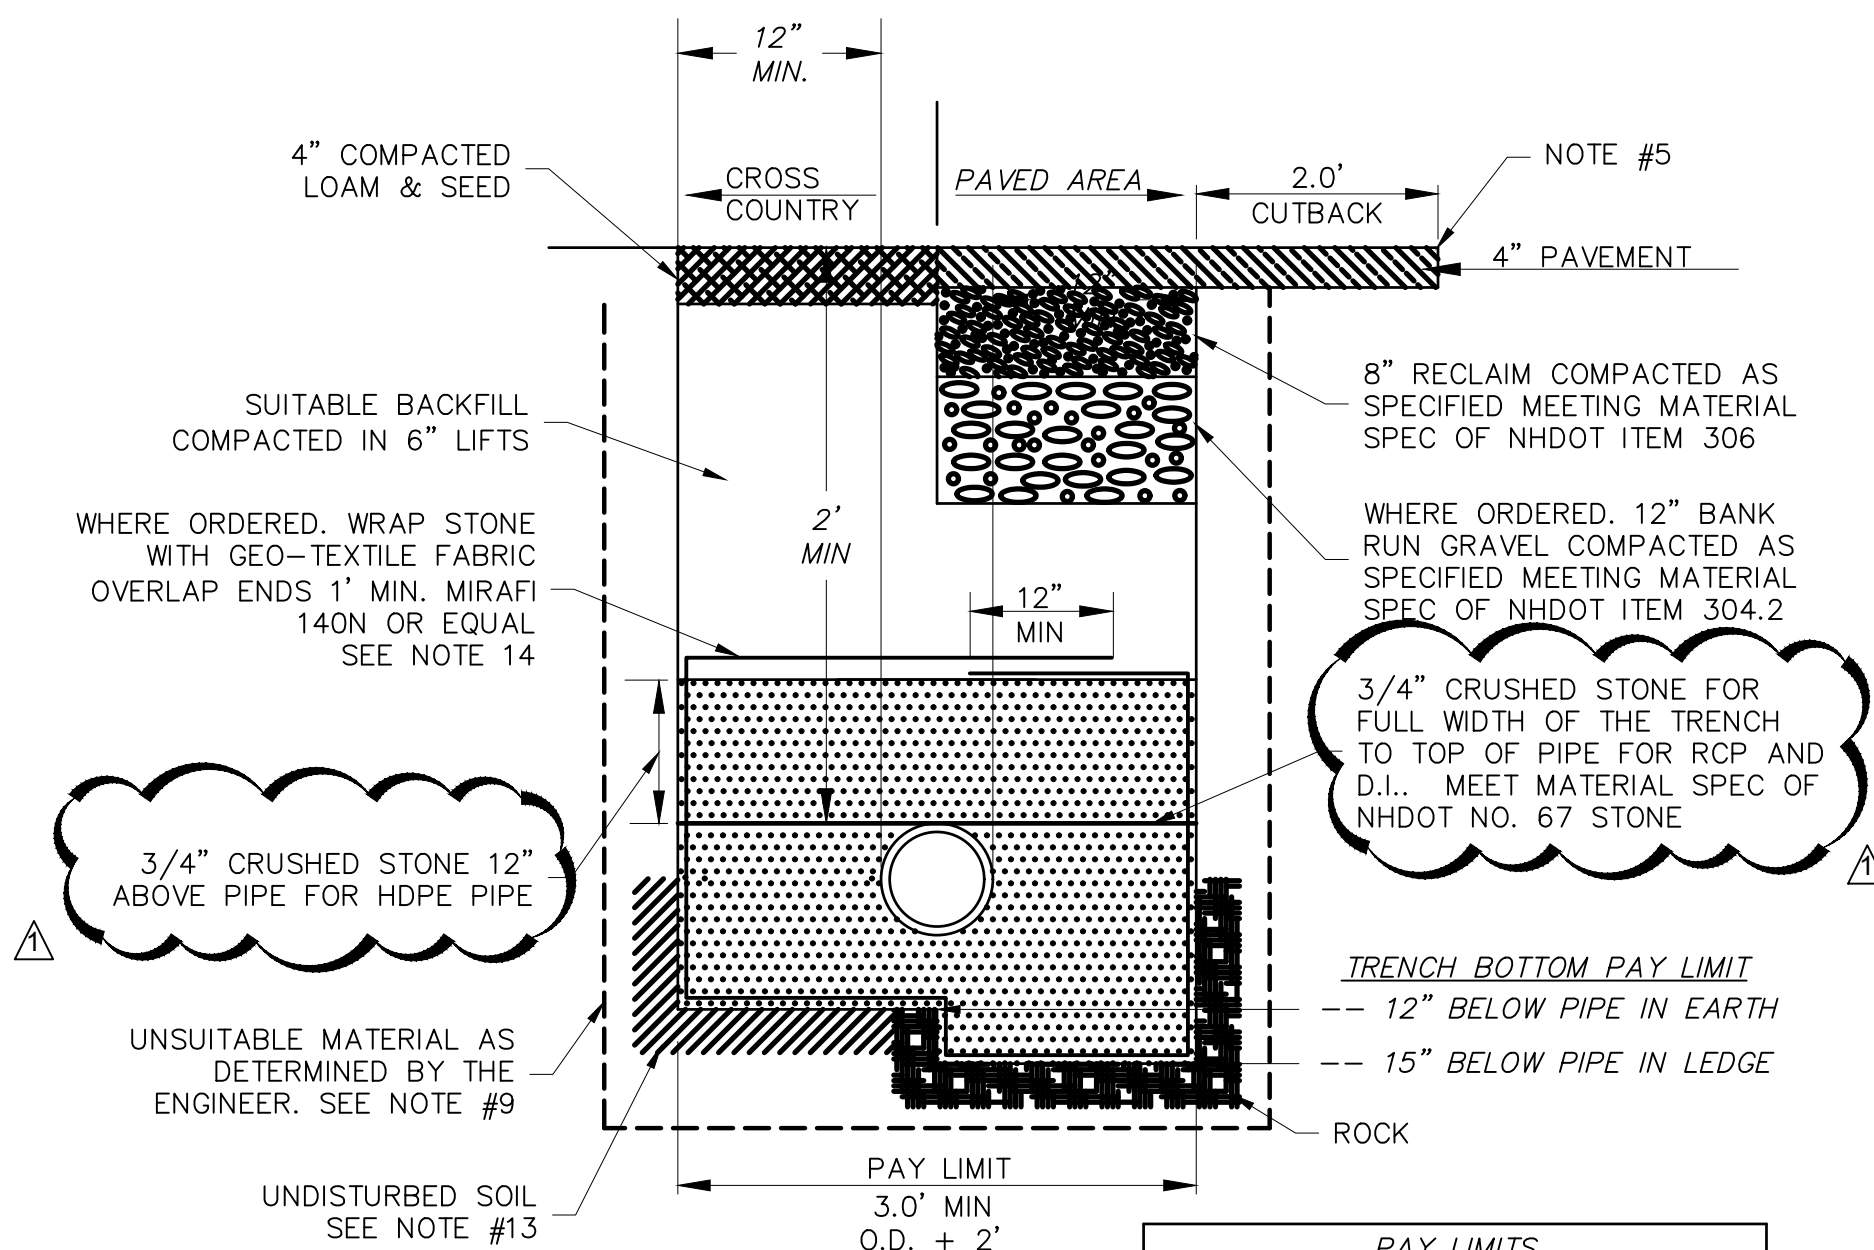 12"
MIN.
4" COMPACTED
LOAM & SEED
CROSS
COUNTRY
PAVED AREA
2.0'
CUTBACK
NOTE #5
4" PAVEMENT
12"
8" RECLAIM COMPACTED AS
SPECIFIED MEETING MATERIAL
SPEC OF NHDOT ITEM 306
SUITABLE BACKFILL
COMPACTED IN 6" LIFTS
WHERE ORDERED. WRAP STONE
WITH GEO-TEXTILE FABRIC
OVERLAP ENDS 1' MIN. MIRAFI
140N OR EQUAL
SEE NOTE 14
2'
MIN
WHERE ORDERED. 12" BANK
RUN GRAVEL COMPACTED AS
SPECIFIED MEETING MATERIAL
SPEC OF NHDOT ITEM 304.2
12"
MIN
3/4" CRUSHED STONE FOR
FULL WIDTH OF THE TRENCH
TO TOP OF PIPE FOR RCP AND
D.I.. MEET MATERIAL SPEC OF
NHDOT NO. 67 STONE
1
3/4" CRUSHED STONE 12"
ABOVE PIPE FOR HDPE PIPE
1
TRENCH BOTTOM PAY LIMIT
-- 12" BELOW PIPE IN EARTH
-- 15" BELOW PIPE IN LEDGE
UNSUITABLE MATERIAL AS
DETERMINED BY THE
ENGINEER. SEE NOTE #9
ROCK
UNDISTURBED SOIL
SEE NOTE #13
PAY LIMIT
3.0' MIN
O.D. + 2'
PAY LIMITS